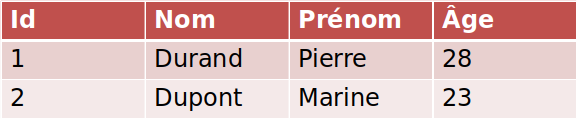 Id Nom Prénom Âge
1 Durand Pierre 28
2 Dupont Marine 23